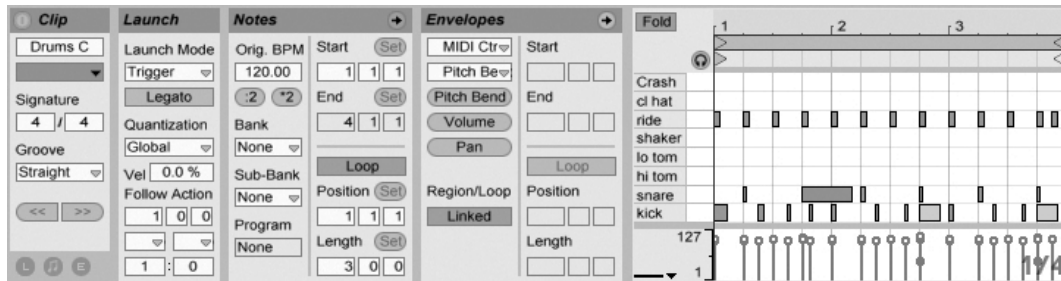 Clip
Drums C
Signature
4 / 4
Groove
Straight
<< >>
L E
Launch
Launch Mode
Trigger
Legato
Quantization
Global
Vel 0.0 %
Follow Action
1 0 0
1 : 0
Notes
Orig. BPM
120.00
:2 *2
Bank
None
Sub-Bank
None
Program
None
Start Set
1 1 1
End Set
4 1 1
Loop
Position Set
1 1 1
Length Set
3 0 0
Envelopes
MIDI Ctr
Pitch Be
Pitch Bend
Volume
Pan
Region/Loop
Linked
Start
End
Loop
Position
Length
Fold
1 2 3
Crash
cl hat
ride
shaker
lo tom
hi tom
snare
kick
127
1
1/4